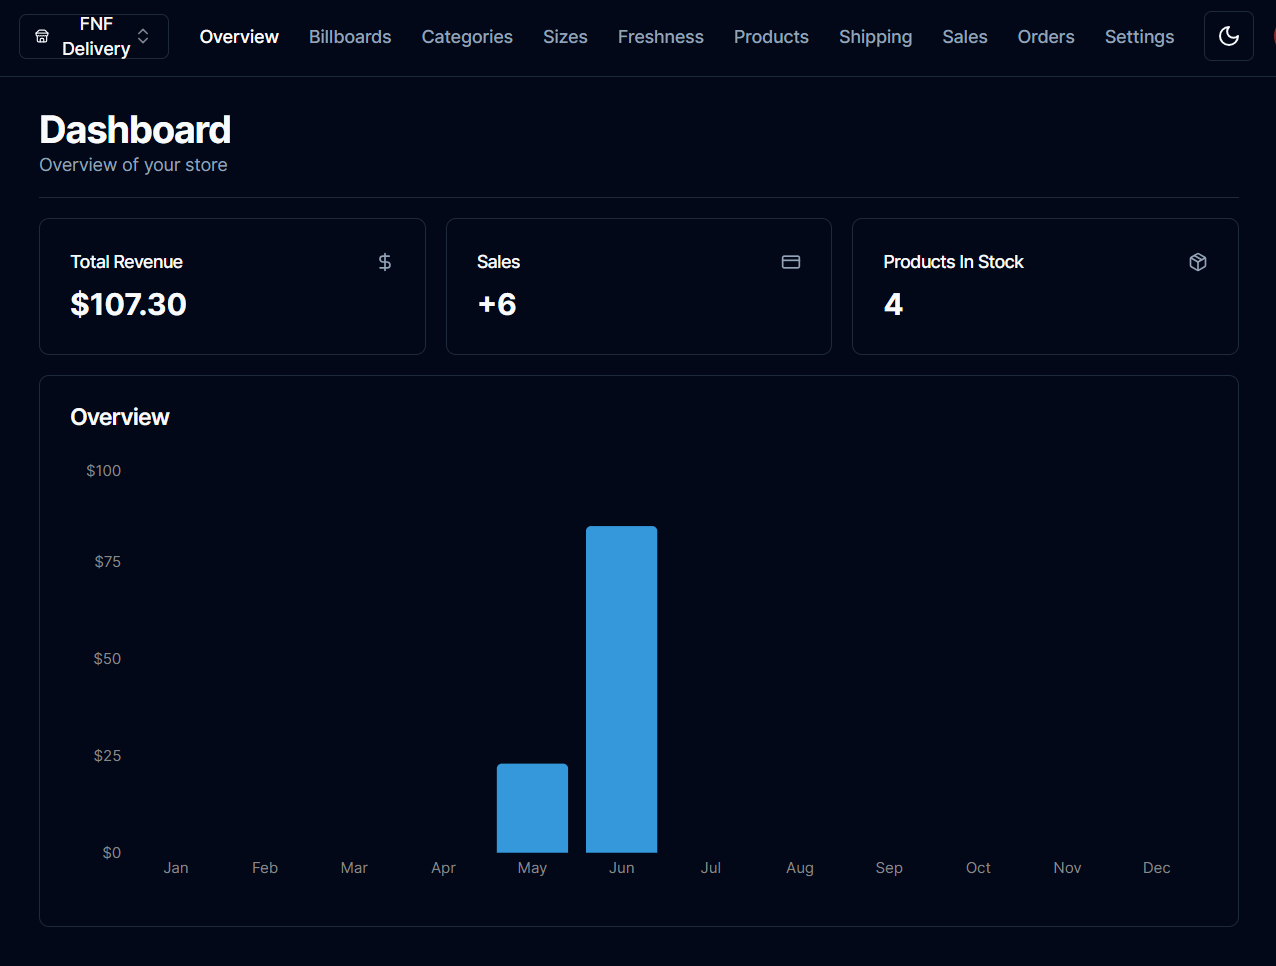 FNF
Delivery
Overview Billboards Categories Sizes Freshness Products Shipping Sales Orders Settings
Dashboard
Overview of your store
Total Revenue
$107.30
Sales
+6
Products In Stock
4
Overview
$100
$75
$50
$25
$0
Jan Feb Mar Apr May Jun Jul Aug Sep Oct Nov Dec